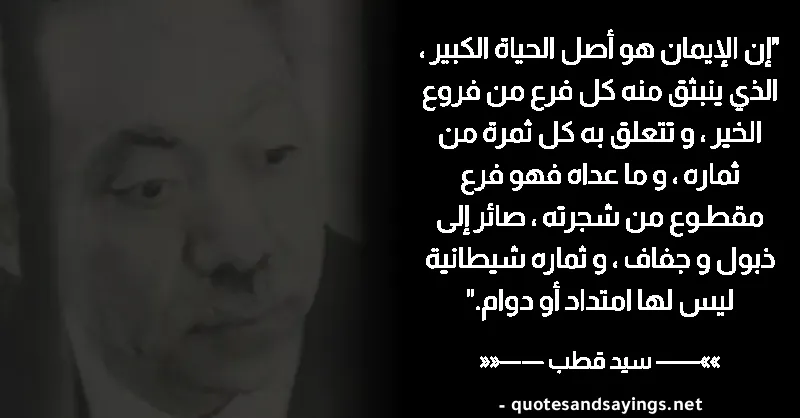 "إن الإيمان هو أصل الحياة الكبير ،
الذي ينبثق منه كل فرع من فروع
الخير ، و تتعلق به كل ثمرة من
ثماره ، و ما عداه فهو فرع
مقطوع من شجرته ، صائر إلى
ذبول و جفاف ، و ثماره شيطانية
ليس لها امتداد أو دوام."
»»—— سيد قطب ——««
- quotesandsayings.net